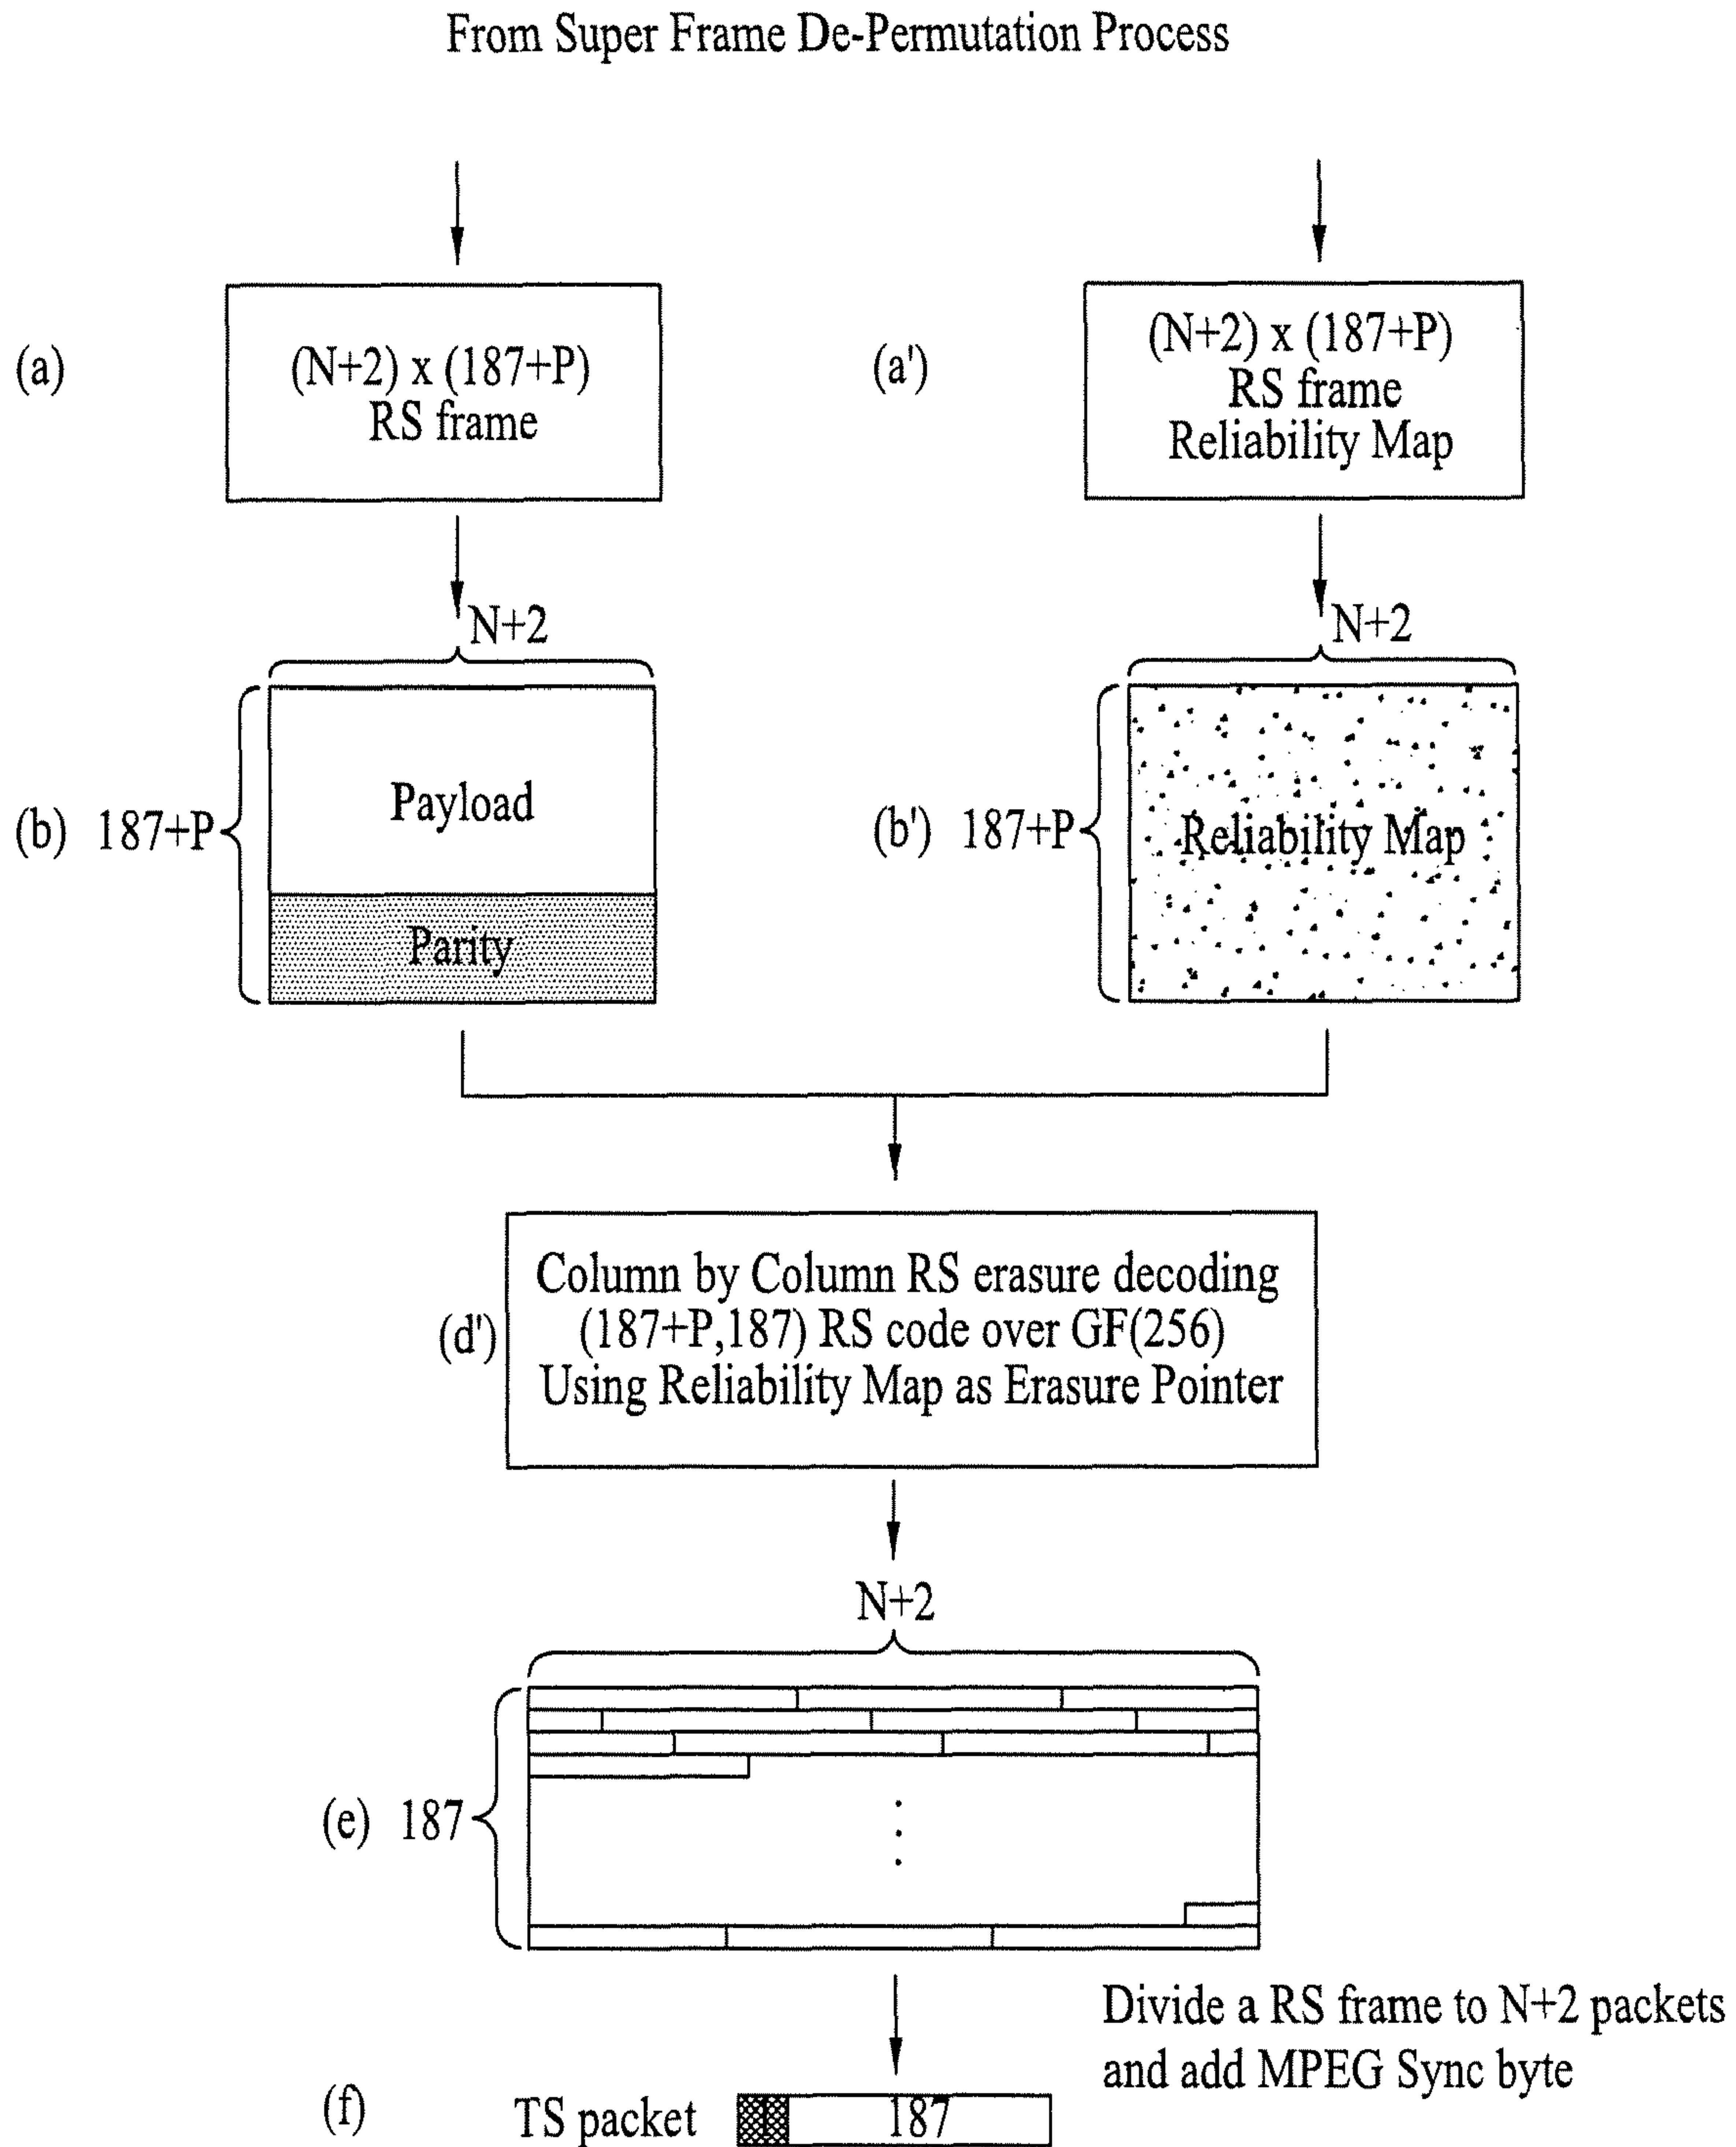 From Super Frame De-Permutation Process
(a)
(N+2) x (187+P)
RS frame
(a')
(N+2) x (187+P)
RS frame
Reliability Map
N+2
N+2
(b) 187+P
Payload
Parity
(b') 187+P
Reliability Map
(d')
Column by Column RS erasure decoding
(187+P,187) RS code over GF(256)
Using Reliability Map as Erasure Pointer
N+2
(e) 187
Divide a RS frame to N+2 packets
and add MPEG Sync byte
(f)
TS packet
1
187